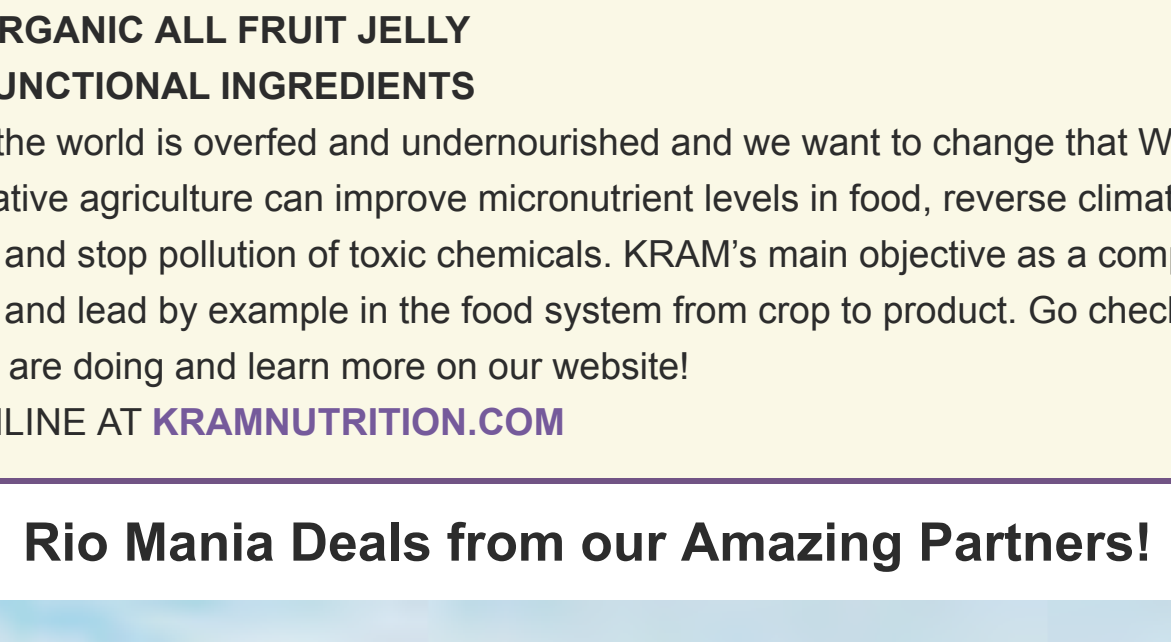 RGANIC ALL FRUIT JELLY
UNCTIONAL INGREDIENTS
the world is overfed and undernourished and we want to change that W
ative agriculture can improve micronutrient levels in food, reverse climat
and stop pollution of toxic chemicals. KRAM’s main objective as a comp
and lead by example in the food system from crop to product. Go check
are doing and learn more on our website!
NLINE AT KRAMNUTRITION.COM
Rio Mania Deals from our Amazing Partners!